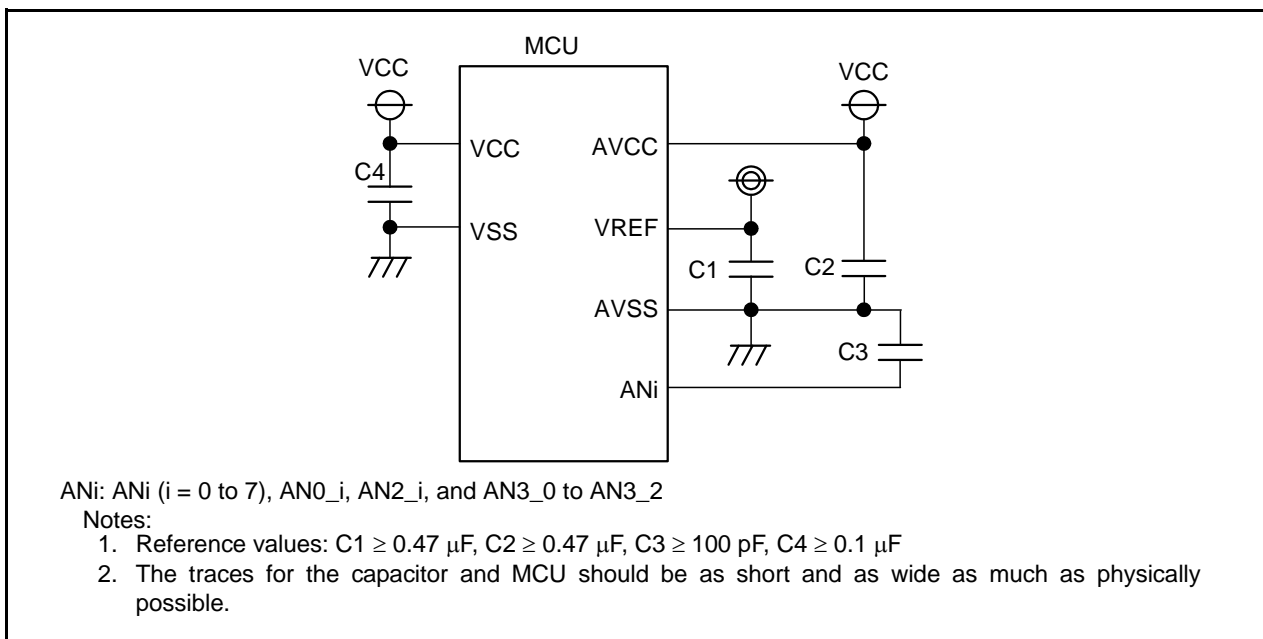 MCU
VCC
VCC
VCC
AVCC
C4
VSS
VREF
C1
C2
AVSS
C3
ANi
ANi: ANi (i = 0 to 7), AN0_i, AN2_i, and AN3_0 to AN3_2
Notes:
1. Reference values: C1 ≥ 0.47 μF, C2 ≥ 0.47 μF, C3 ≥ 100 pF, C4 ≥ 0.1 μF
2. The traces for the capacitor and MCU should be as short and as wide as much as physically
possible.